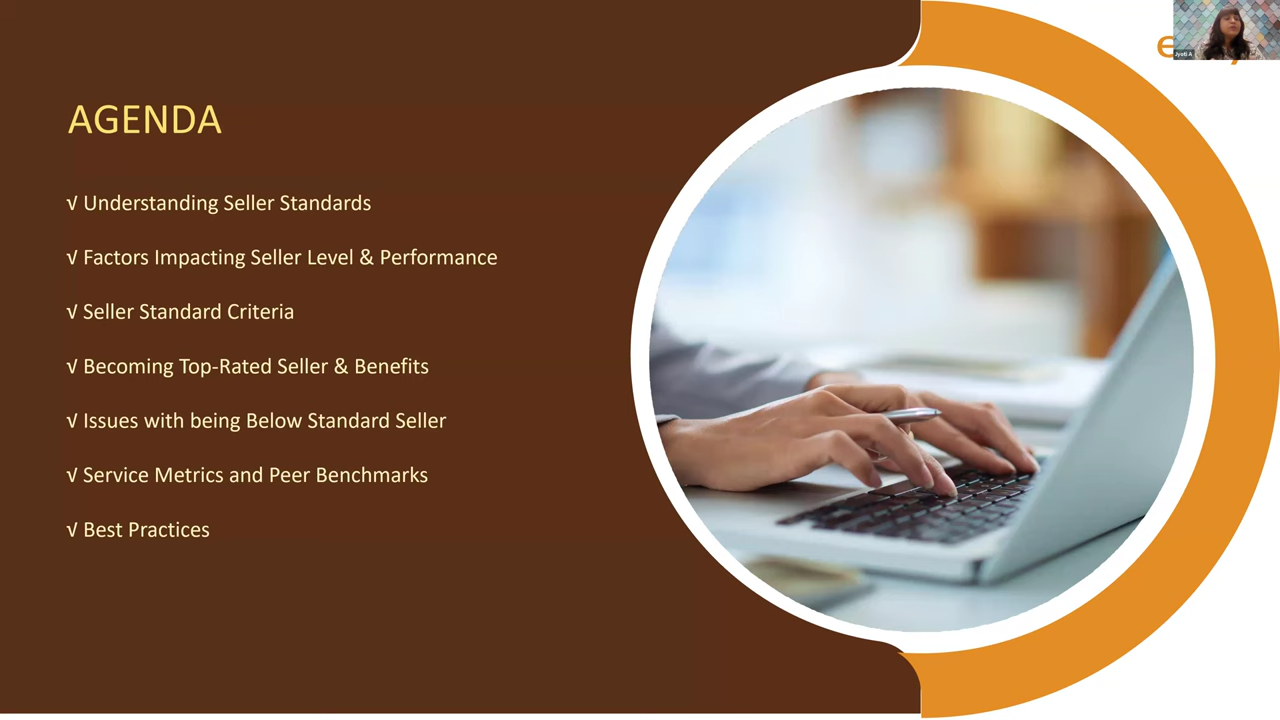 AGENDA
√ Understanding Seller Standards
√ Factors Impacting Seller Level & Performance
√ Seller Standard Criteria
√ Becoming Top-Rated Seller & Benefits
√ Issues with being Below Standard Seller
√ Service Metrics and Peer Benchmarks
√ Best Practices
Jyoti A